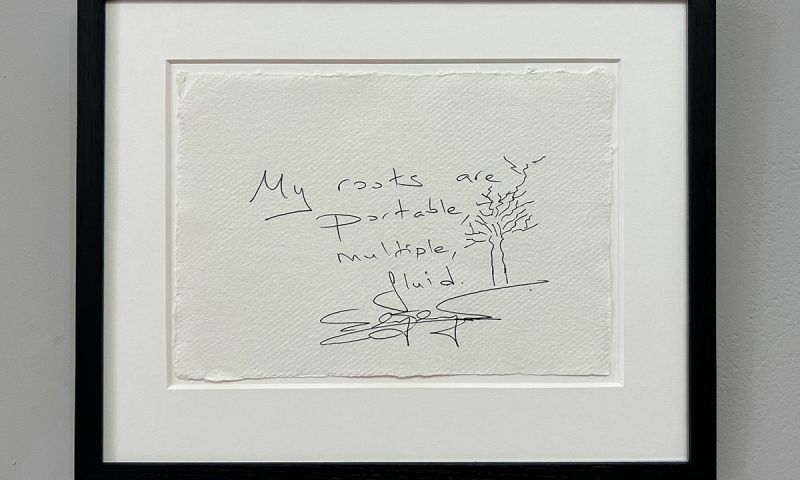 My roots are
portable,
multiple,
fluid.